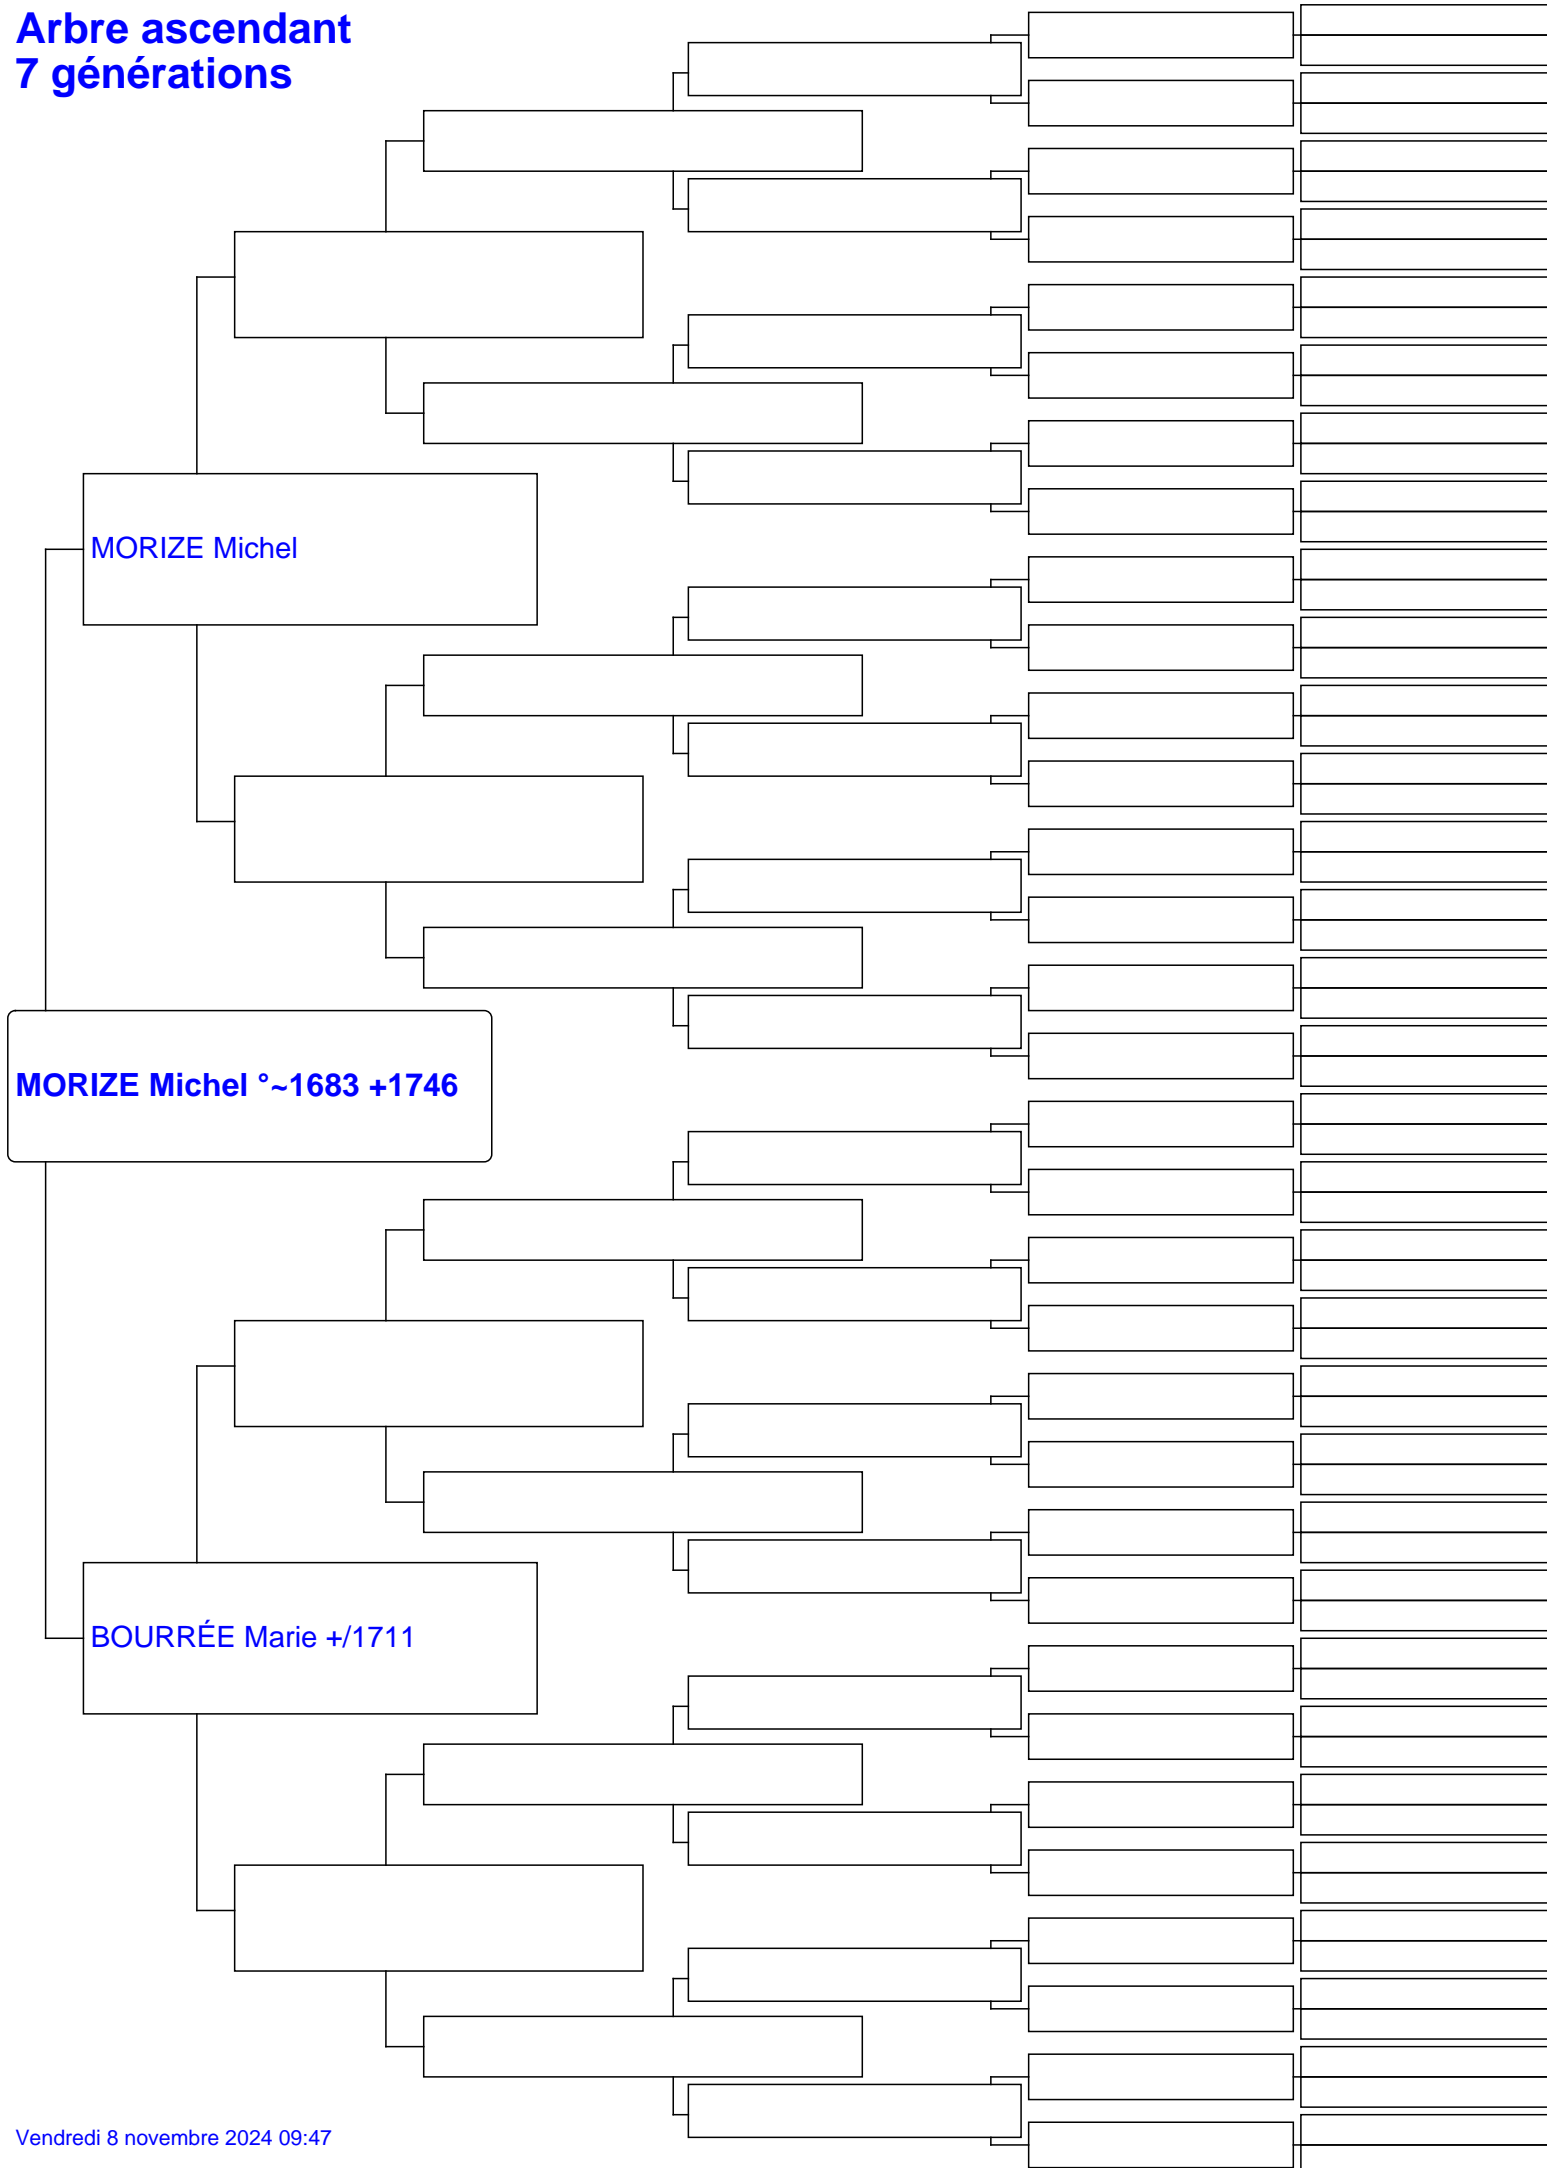 Arbre ascendant
7 générations
MORIZE Michel
MORIZE Michel °~1683 +1746
BOURRÉE Marie +/1711
Vendredi 8 novembre 2024 09:47